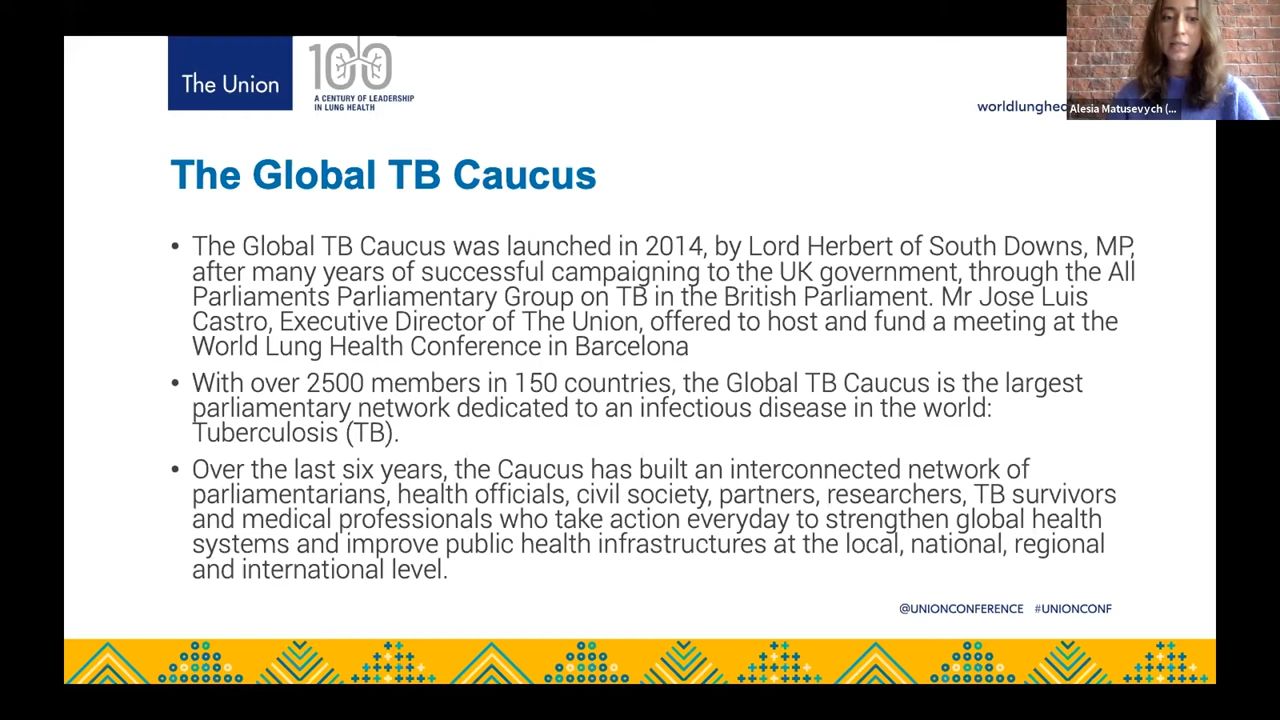 The Union
100
A CENTURY OF LEADERSHIP
IN LUNG HEALTH
worldlunghe
Alesia Matusevych (...
The Global TB Caucus
• The Global TB Caucus was launched in 2014, by Lord Herbert of South Downs, MP,
after many years of successful campaigning to the UK government, through the All
Parliaments Parliamentary Group on TB in the British Parliament. Mr Jose Luis
Castro, Executive Director of The Union, offered to host and fund a meeting at the
World Lung Health Conference in Barcelona
• With over 2500 members in 150 countries, the Global TB Caucus is the largest
parliamentary network dedicated to an infectious disease in the world:
Tuberculosis (TB).
• Over the last six years, the Caucus has built an interconnected network of
parliamentarians, health officials, civil society, partners, researchers, TB survivors
and medical professionals who take action everyday to strengthen global health
systems and improve public health infrastructures at the local, national, regional
and international level.
@UNIONCONFERENCE #UNIONCONF